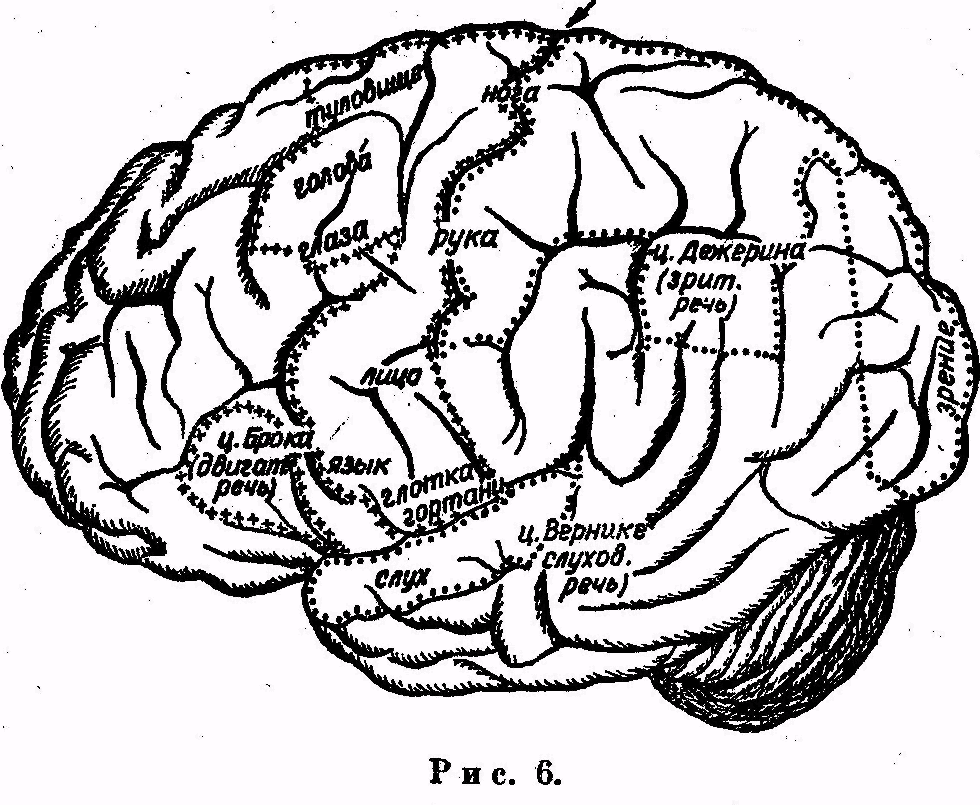 туловище
нога
голова́
глаза
рука
ц. Дежерина
(зрит.
речь)
зрение
лицо
ц. Брока
(двигат.
речь)
язык
глотка
гортань
ц. Вернике
слухов.
речь)
слух
Рис. 6.